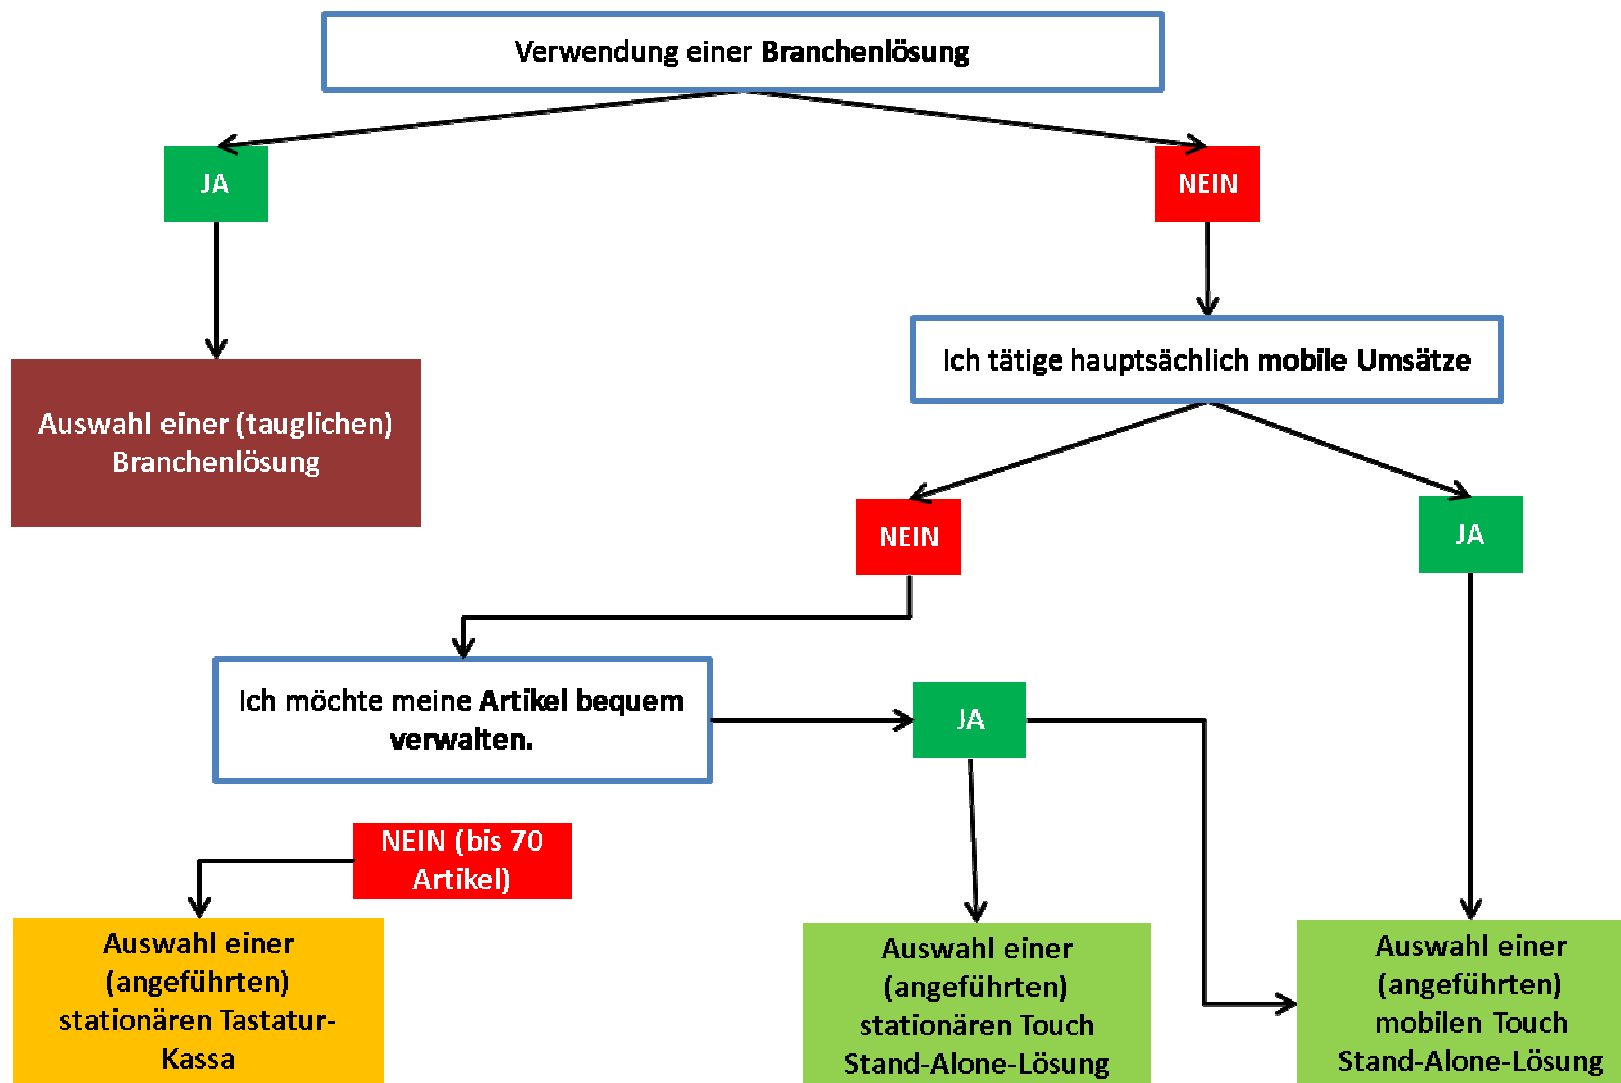 Verwendung einer Branchenlösung
JA
NEIN
Auswahl einer (tauglichen)
Branchenlösung
Ich tätige hauptsächlich mobile Umsätze
NEIN
JA
Ich möchte meine Artikel bequem
verwalten.
JA
NEIN (bis 70
Artikel)
Auswahl einer
(angeführten)
stationären Tastatur-
Kassa
Auswahl einer
(angeführten)
stationären Touch
Stand-Alone-Lösung
Auswahl einer
(angeführten)
mobilen Touch
Stand-Alone-Lösung